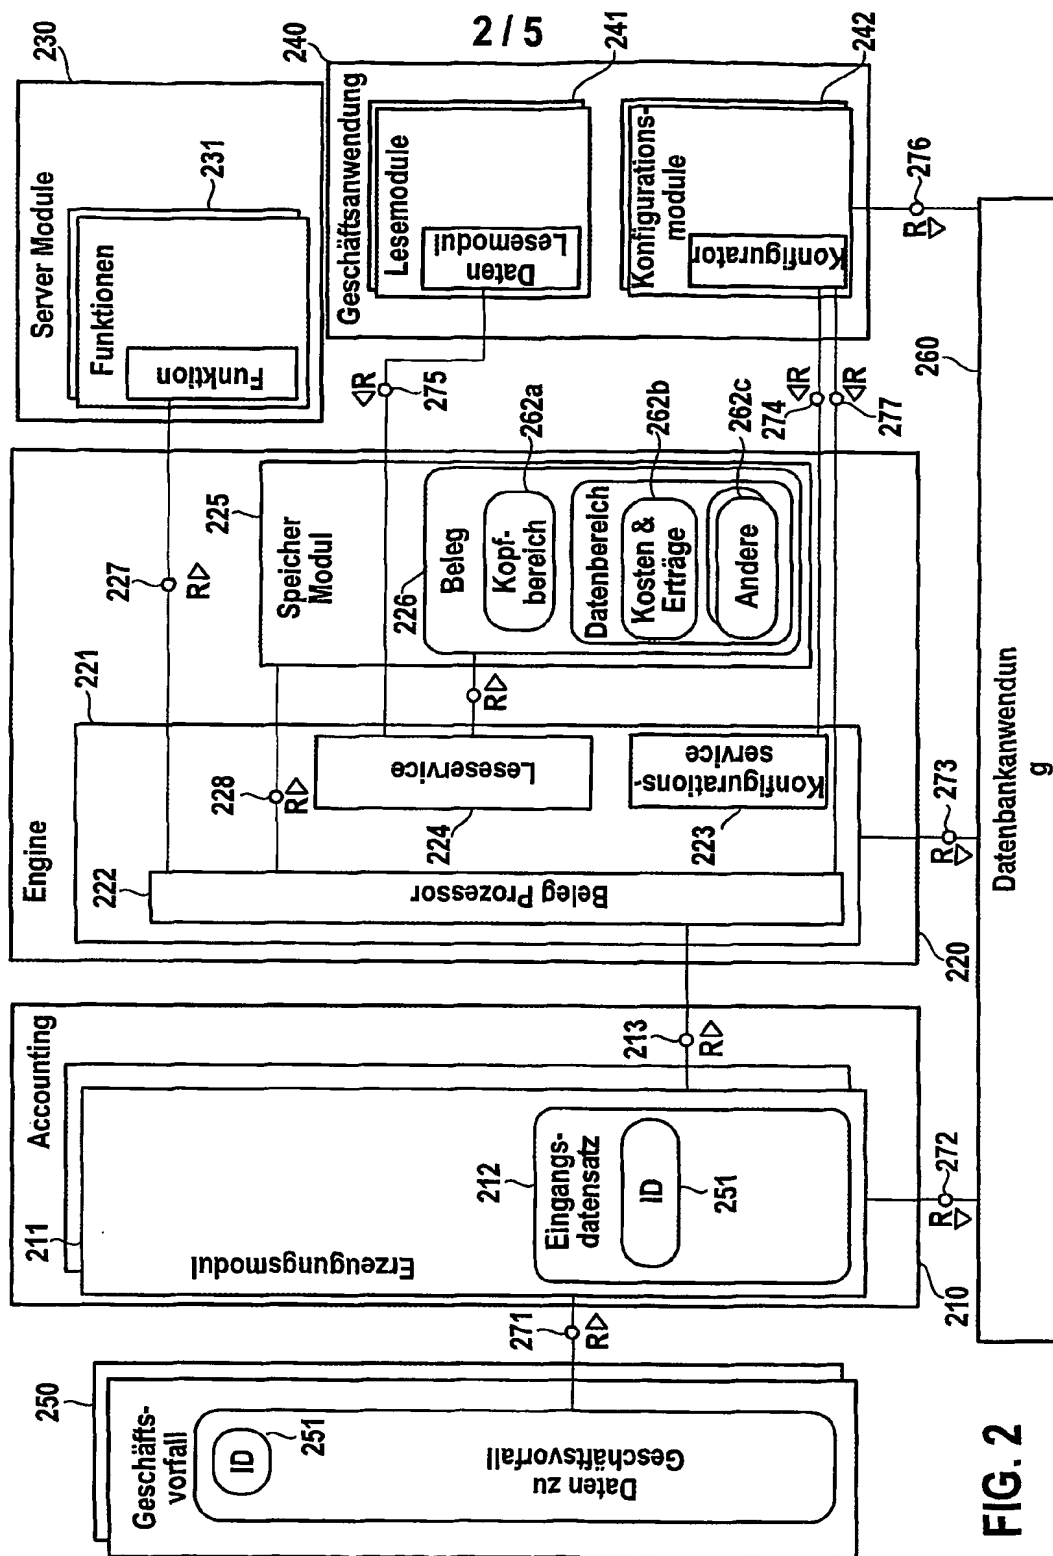 2 / 5
250
Geschäfts-
vorfall
ID
251
Daten zu
Geschäftsvorfall
271
R
Accounting
211
Erzeugungsmodul
212
Eingangs-
datensatz
ID
251
210
272
R
213
R
Engine
221
222
Beleg Prozessor
227
R
228
R
Leseservice
224
Konfigurations-
service
223
R
220
273
R
225
Speicher
Modul
226
Beleg
Kopf-
bereich
262a
Datenbereich
Kosten &
Erträge
262b
Andere
262c
Server Module
230
Funktionen
231
Funktion
R
275
R
274
R
277
Geschäftsanwendung
240
Lesemodule
241
Daten
Lesemodul
Konfigurations-
module
242
Konfigurator
276
R
260
Datenbankanwendun
g
FIG. 2